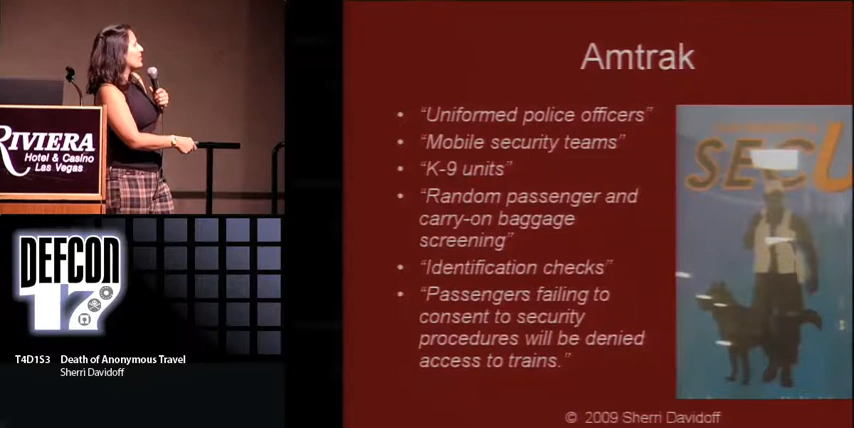 RIVIERA
Hotel & Casino
Las Vegas
DEFCON
17
T4D1S3 Death of Anonymous Travel
Sherri Davidoff
Amtrak
• “Uniformed police officers”
• “Mobile security teams”
• “K-9 units”
• “Random passenger and
carry-on baggage
screening”
• “Identification checks”
• “Passengers failing to
consent to security
procedures will be denied
access to trains.”
SECU
© 2009 Sherri Davidoff